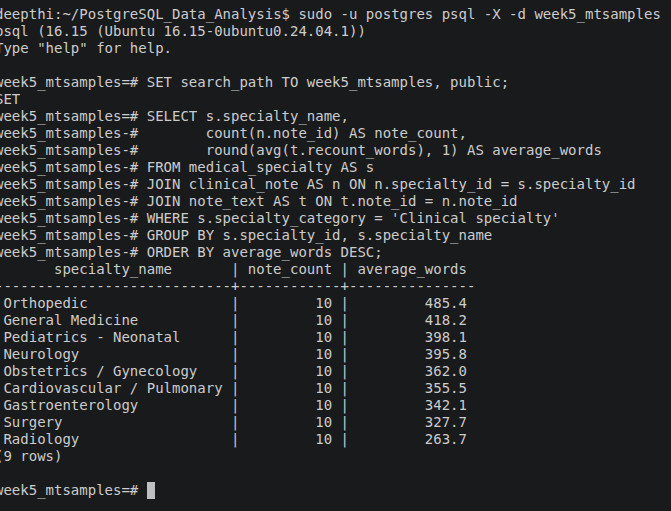 deepthi:~/PostgreSQL_Data_Analysis$ sudo -u postgres psql -X -d week5_mtsamples
psql (16.15 (Ubuntu 16.15-0ubuntu0.24.04.1))
Type "help" for help.

week5_mtsamples=# SET search_path TO week5_mtsamples, public;
SET
week5_mtsamples=# SELECT s.specialty_name,
week5_mtsamples-#        count(n.note_id) AS note_count,
week5_mtsamples-#        round(avg(t.recount_words), 1) AS average_words
week5_mtsamples-# FROM medical_specialty AS s
week5_mtsamples-# JOIN clinical_note AS n ON n.specialty_id = s.specialty_id
week5_mtsamples-# JOIN note_text AS t ON t.note_id = n.note_id
week5_mtsamples-# WHERE s.specialty_category = 'Clinical specialty'
week5_mtsamples-# GROUP BY s.specialty_id, s.specialty_name
week5_mtsamples-# ORDER BY average_words DESC;
      specialty_name       | note_count | average_words
---------------------------+------------+---------------
Orthopedic                 |         10 |         485.4
General Medicine           |         10 |         418.2
Pediatrics - Neonatal      |         10 |         398.1
Neurology                  |         10 |         395.8
Obstetrics / Gynecology    |         10 |         362.0
Cardiovascular / Pulmonary |         10 |         355.5
Gastroenterology           |         10 |         342.1
Surgery                    |         10 |         327.7
Radiology                  |         10 |         263.7
(9 rows)

week5_mtsamples=#